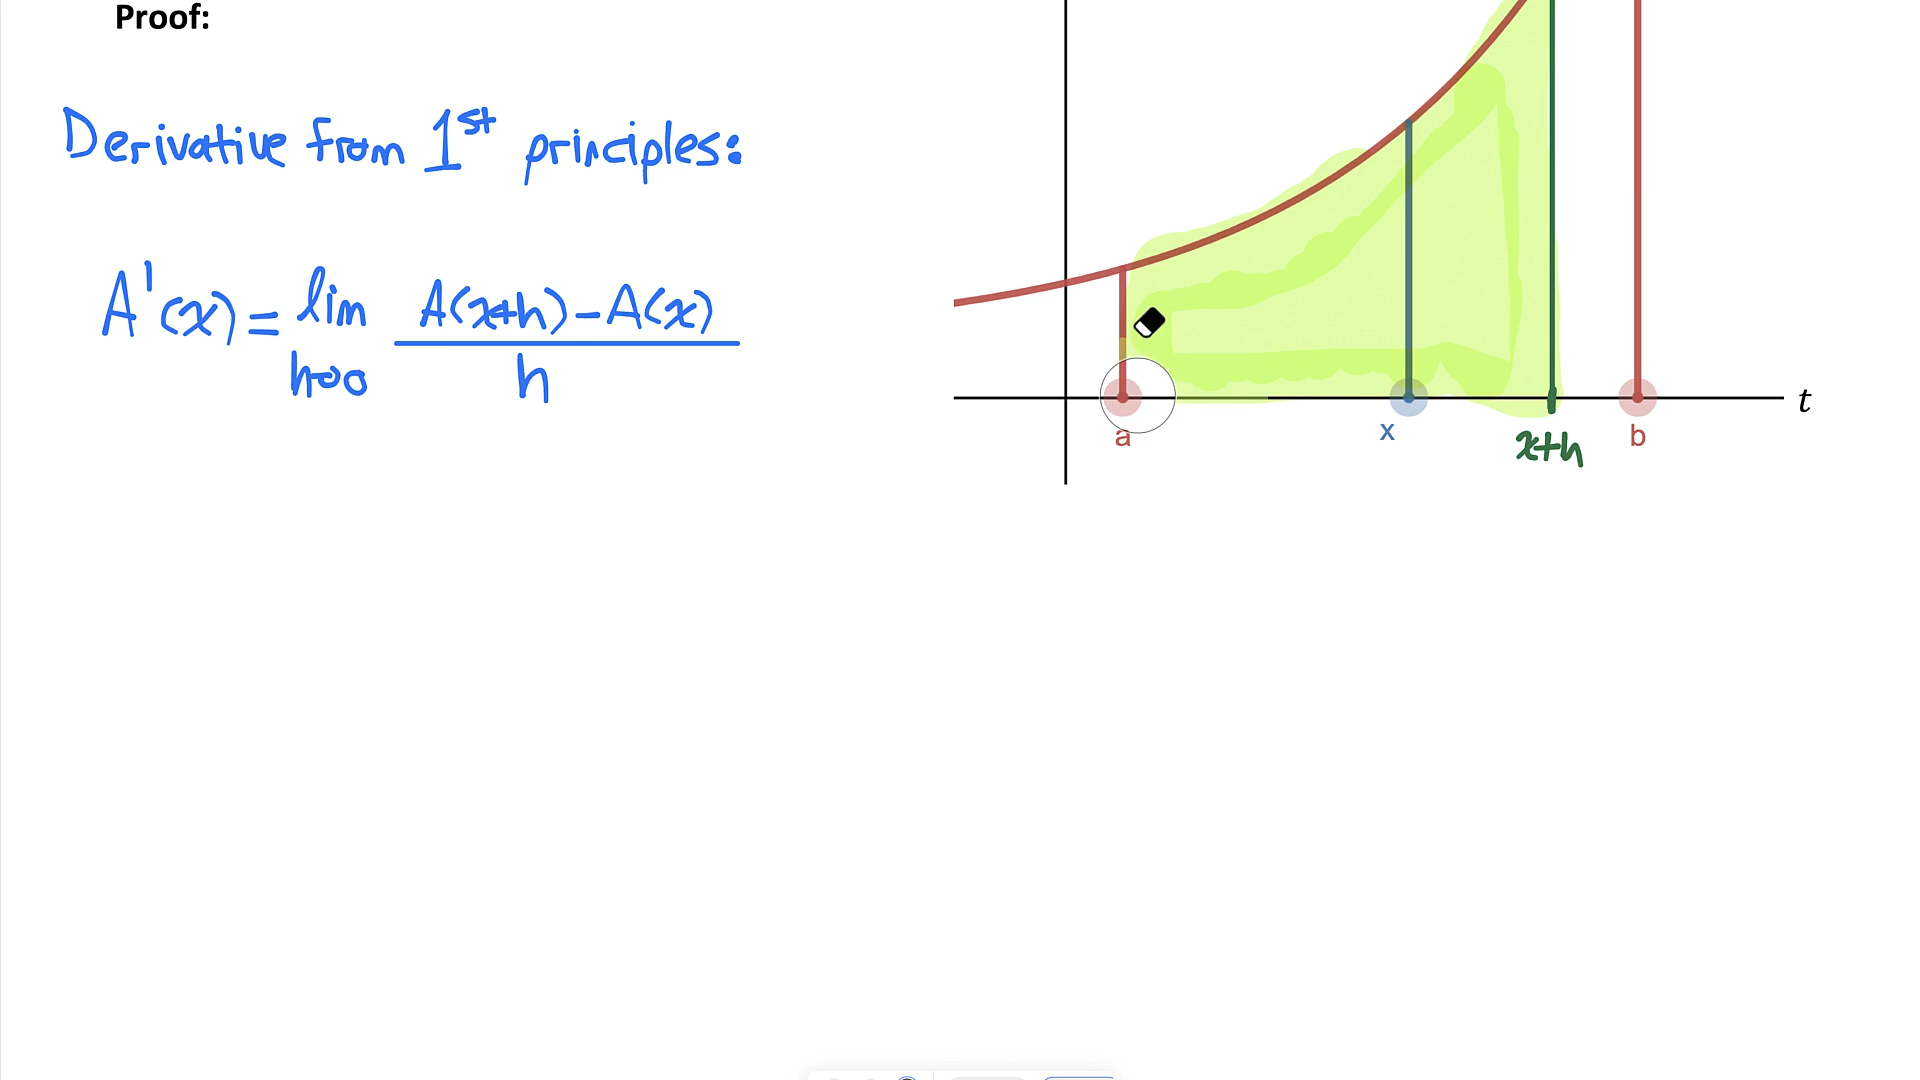 Proof:
Derivative from 1st principles:
A'(x) = lim h→0 A(x+h) - A(x) / h
t
a
x
x+h
b